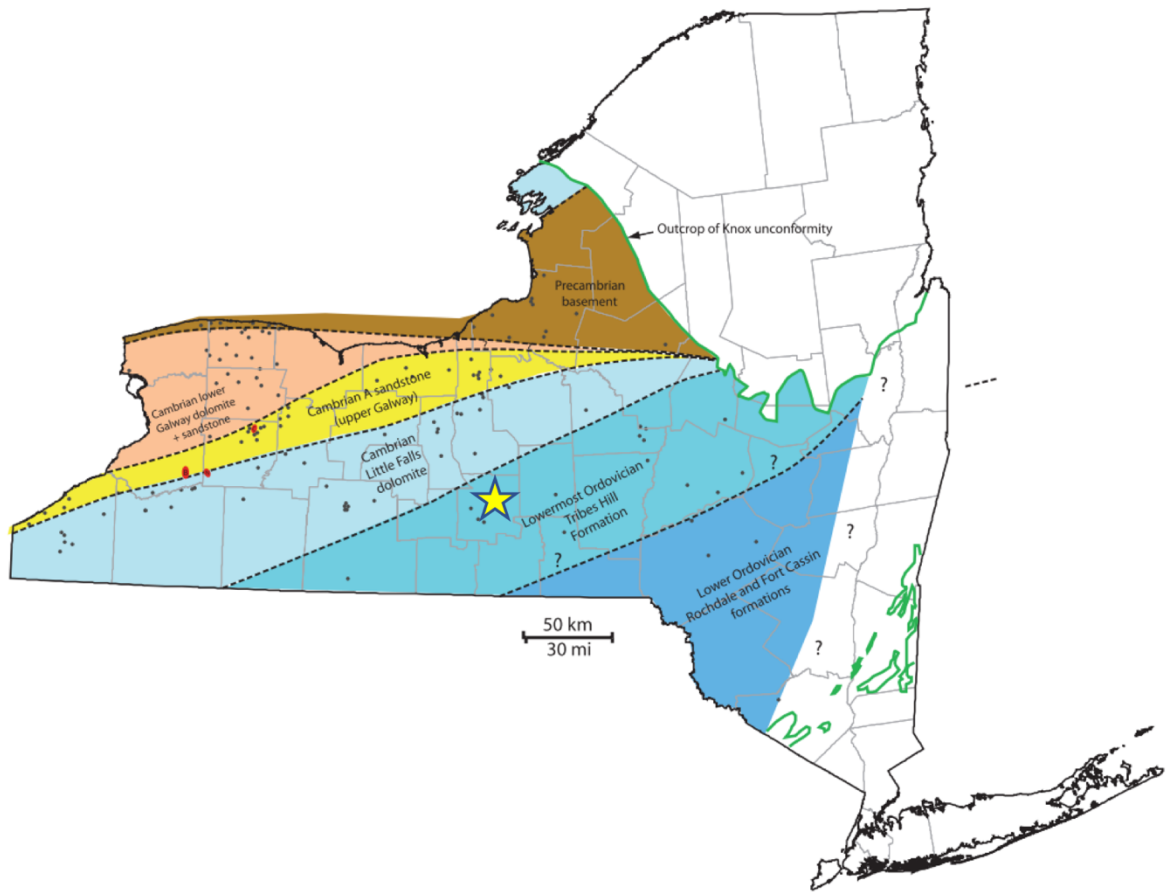 Outcrop of Knox unconformity
Precambrian
basement
?
Cambrian lower
Galway dolomite
+ sandstone
Cambrian A sandstone
(upper Galway)
Cambrian
Little Falls
dolomite
?
Lowermost Ordovician
Tribes Hill
Formation
?
?
Lower Ordovician
Rochdale and Fort Cassin
formations
?
50 km
30 mi